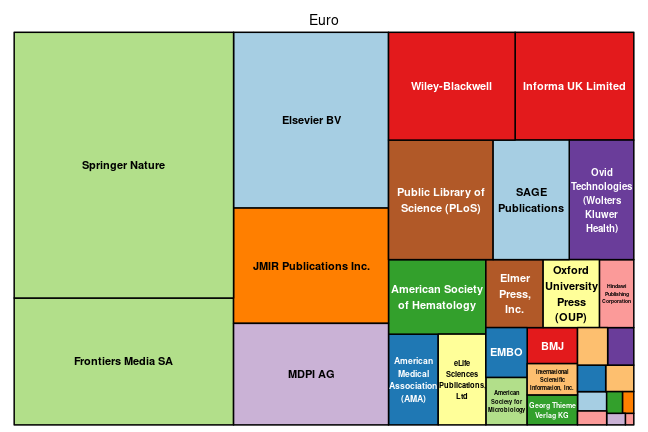 Euro
Springer Nature
Frontiers Media SA
Elsevier BV
JMIR Publications Inc.
MDPI AG
Wiley-Blackwell
Informa UK Limited
Public Library of
Science (PLoS)
SAGE
Publications
Ovid
Technologies
(Wolters
Kluwer
Health)
American Society
of Hematology
Elmer
Press,
Inc.
Oxford
University
Press
(OUP)
Hindawi
Publishing
Corporation
American
Medical
Association
(AMA)
eLife
Sciences
Publications,
Ltd
EMBO
American
Society for
Microbiology
BMJ
International
Scientific
Information, Inc.
Georg Thieme
Verlag KG